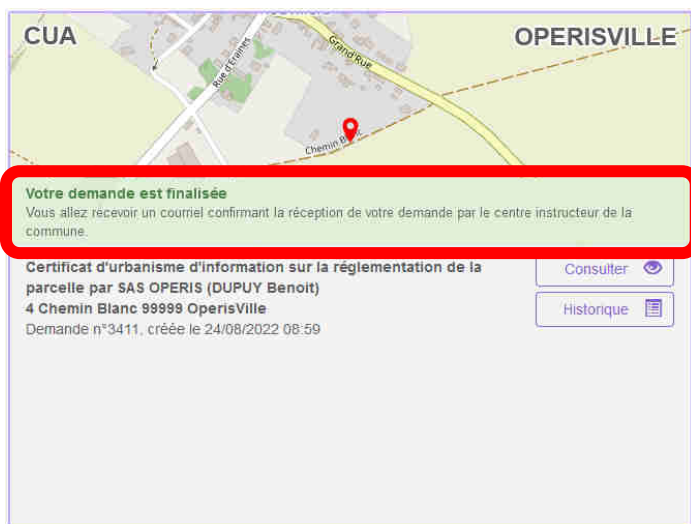 CUA
OPERISVILLE
Rue d'Eraines
Grand Rue
Chemin Blanc
Votre demande est finalisée
Vous allez recevoir un courriel confirmant la réception de votre demande par le centre instructeur de la
commune.
Certificat d'urbanisme d'information sur la réglementation de la
parcelle par SAS OPERIS (DUPUY Benoit)
4 Chemin Blanc 99999 OperisVille
Demande n°3411, créée le 24/08/2022 08:59
Consulter
Historique